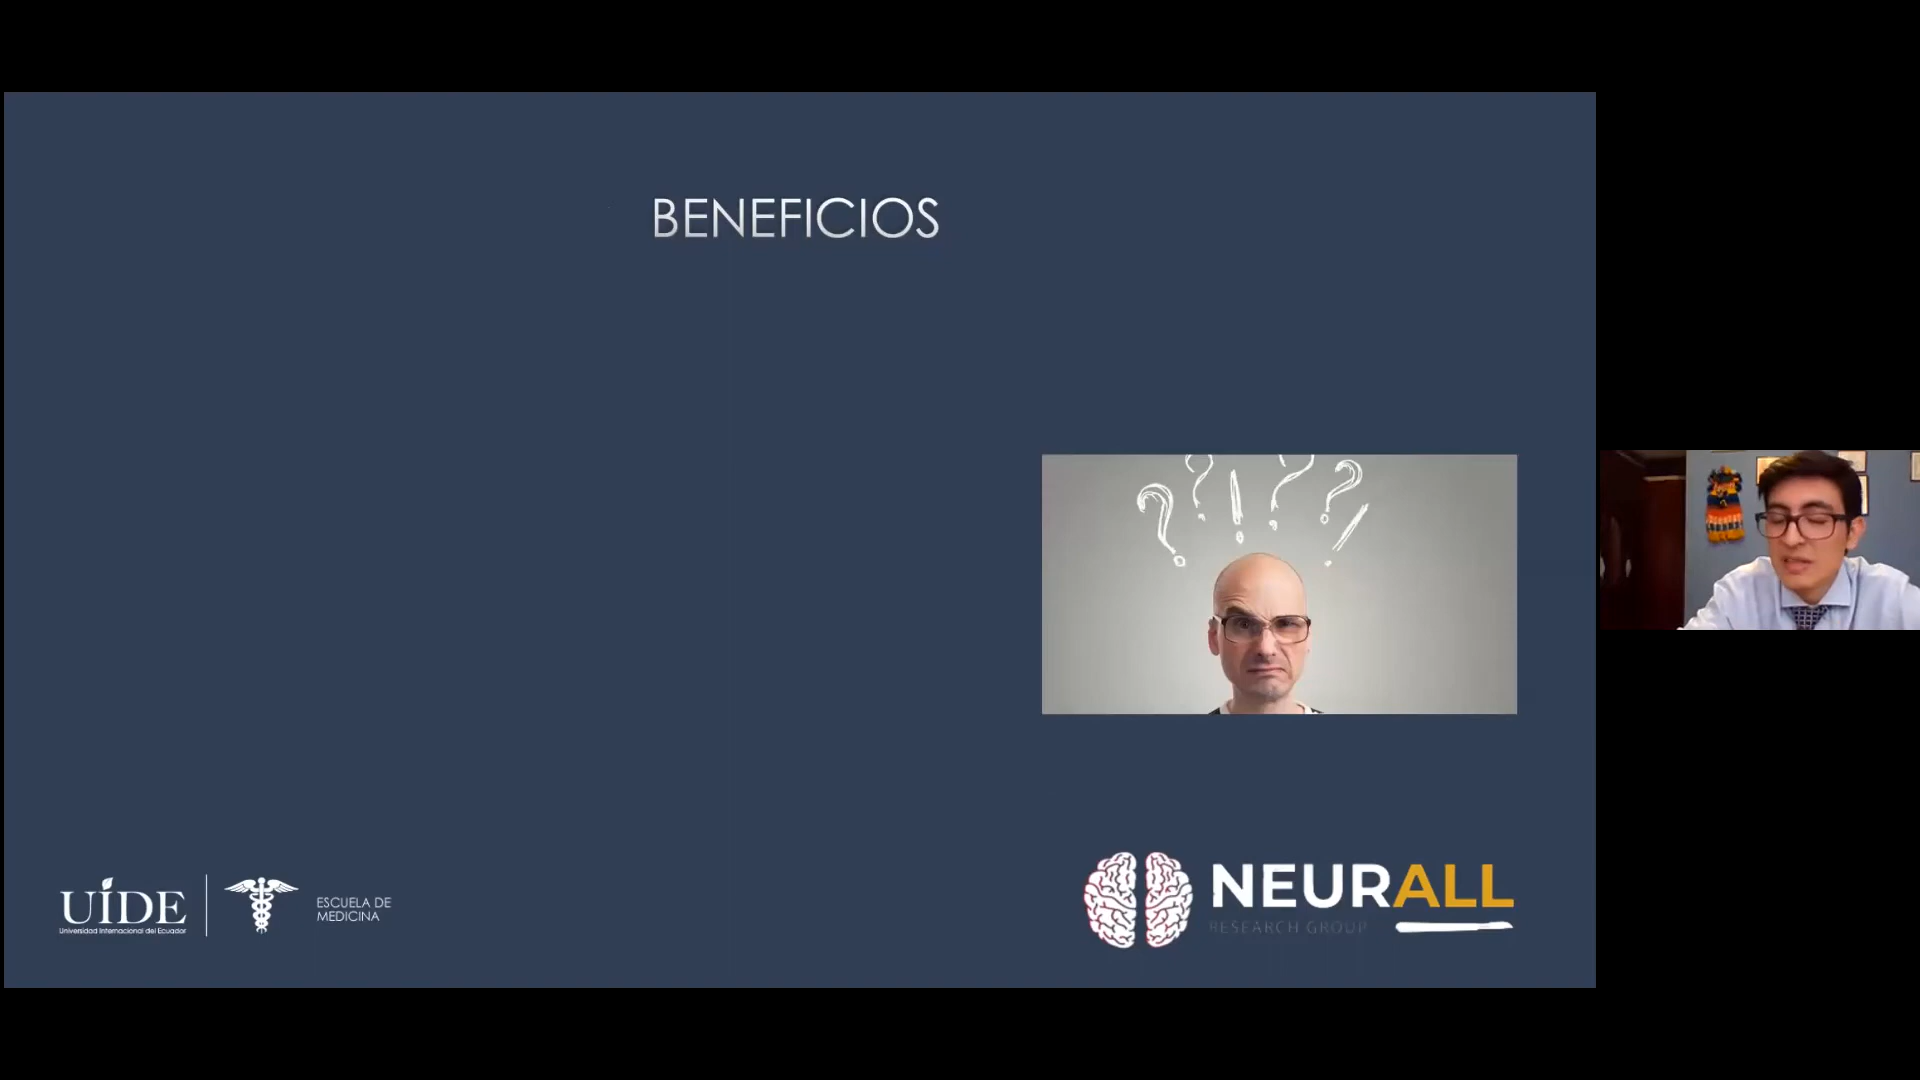 BENEFICIOS
UIDE
Universidad Internacional del Ecuador
ESCUELA DE
MEDICINA
NEURALL
RESEARCH GROUP